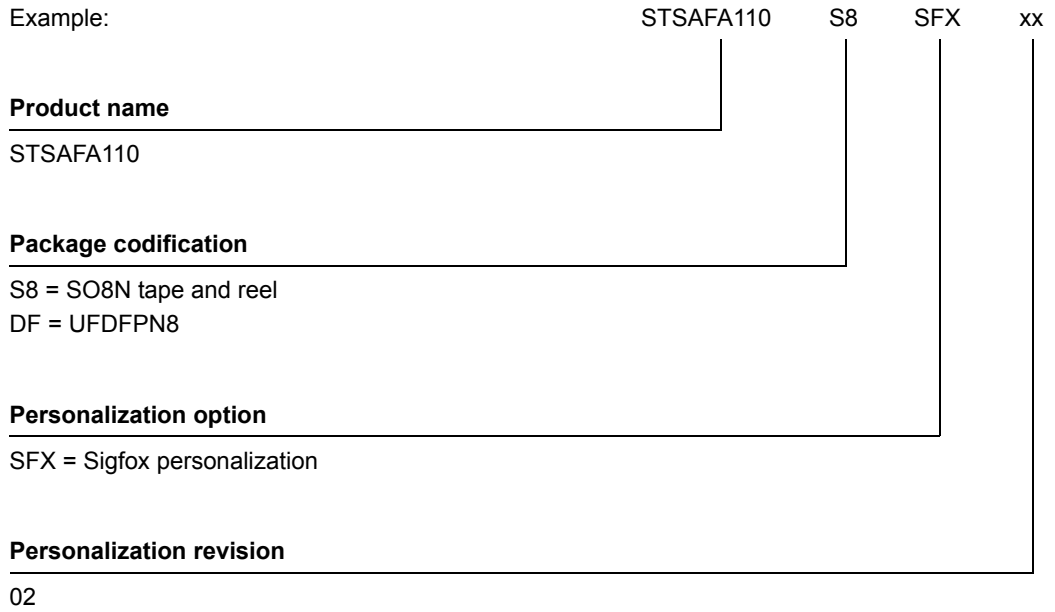 Example: STSAFA110 S8 SFX xx
Product name
STSAFA110
Package codification
S8 = SO8N tape and reel
DF = UFDFPN8
Personalization option
SFX = Sigfox personalization
Personalization revision
02